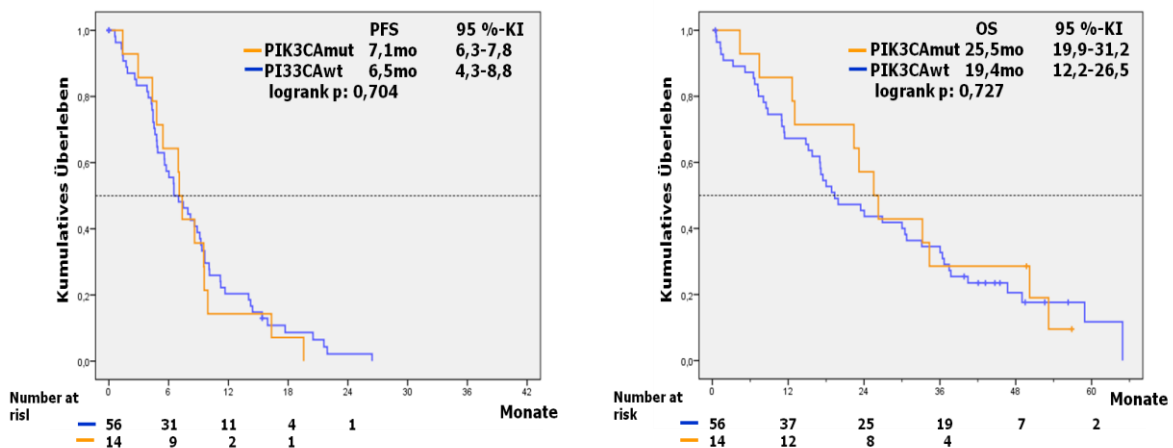 PFS 95 %-KI
PIK3CAmut 7,1mo 6,3-7,8
PI33CAwt 6,5mo 4,3-8,8
logrank p: 0,704
Kumulatives Überleben
1,0
0,8
0,6
0,4
0,2
0,0
0 6 12 18 24 30 36 42
Monate
Number at
risl
56 31 11 4 1
14 9 2 1
OS 95 %-KI
PIK3CAmut 25,5mo 19,9-31,2
PIK3CAwt 19,4mo 12,2-26,5
logrank p: 0,727
Kumulatives Überleben
1,0
0,8
0,6
0,4
0,2
0,0
0 12 24 36 48 60
Monate
Number at
risk
56 37 25 19 7 2
14 12 8 4